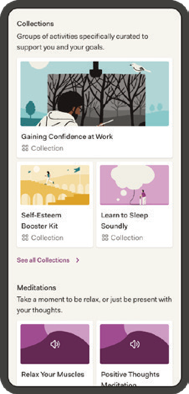 Collections
Groups of activities specifically curated to
support you and your goals.
Gaining Confidence at Work
Collection
Self-Esteem
Booster Kit
Collection
Learn to Sleep
Soundly
Collection
See all Collections >
Meditations
Take a moment to be relax, or just be present with
your thoughts.
Relax Your Muscles
Positive Thoughts
Meditation